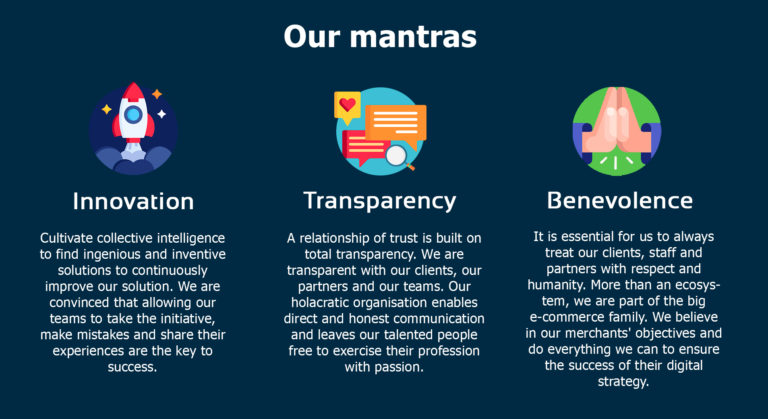 Our mantras
Innovation
Cultivate collective intelligence
to find ingenious and inventive
solutions to continuously
improve our solution. We are
convinced that allowing our
teams to take the initiative,
make mistakes and share their
experiences are the key to
success.
Transparency
A relationship of trust is built on
total transparency. We are
transparent with our clients, our
partners and our teams. Our
holacratic organisation enables
direct and honest communication
and leaves our talented people
free to exercise their profession
with passion.
Benevolence
It is essential for us to always
treat our clients, staff and
partners with respect and
humanity. More than an ecosys-
tem, we are part of the big
e-commerce family. We believe
in our merchants' objectives and
do everything we can to ensure
the success of their digital
strategy.